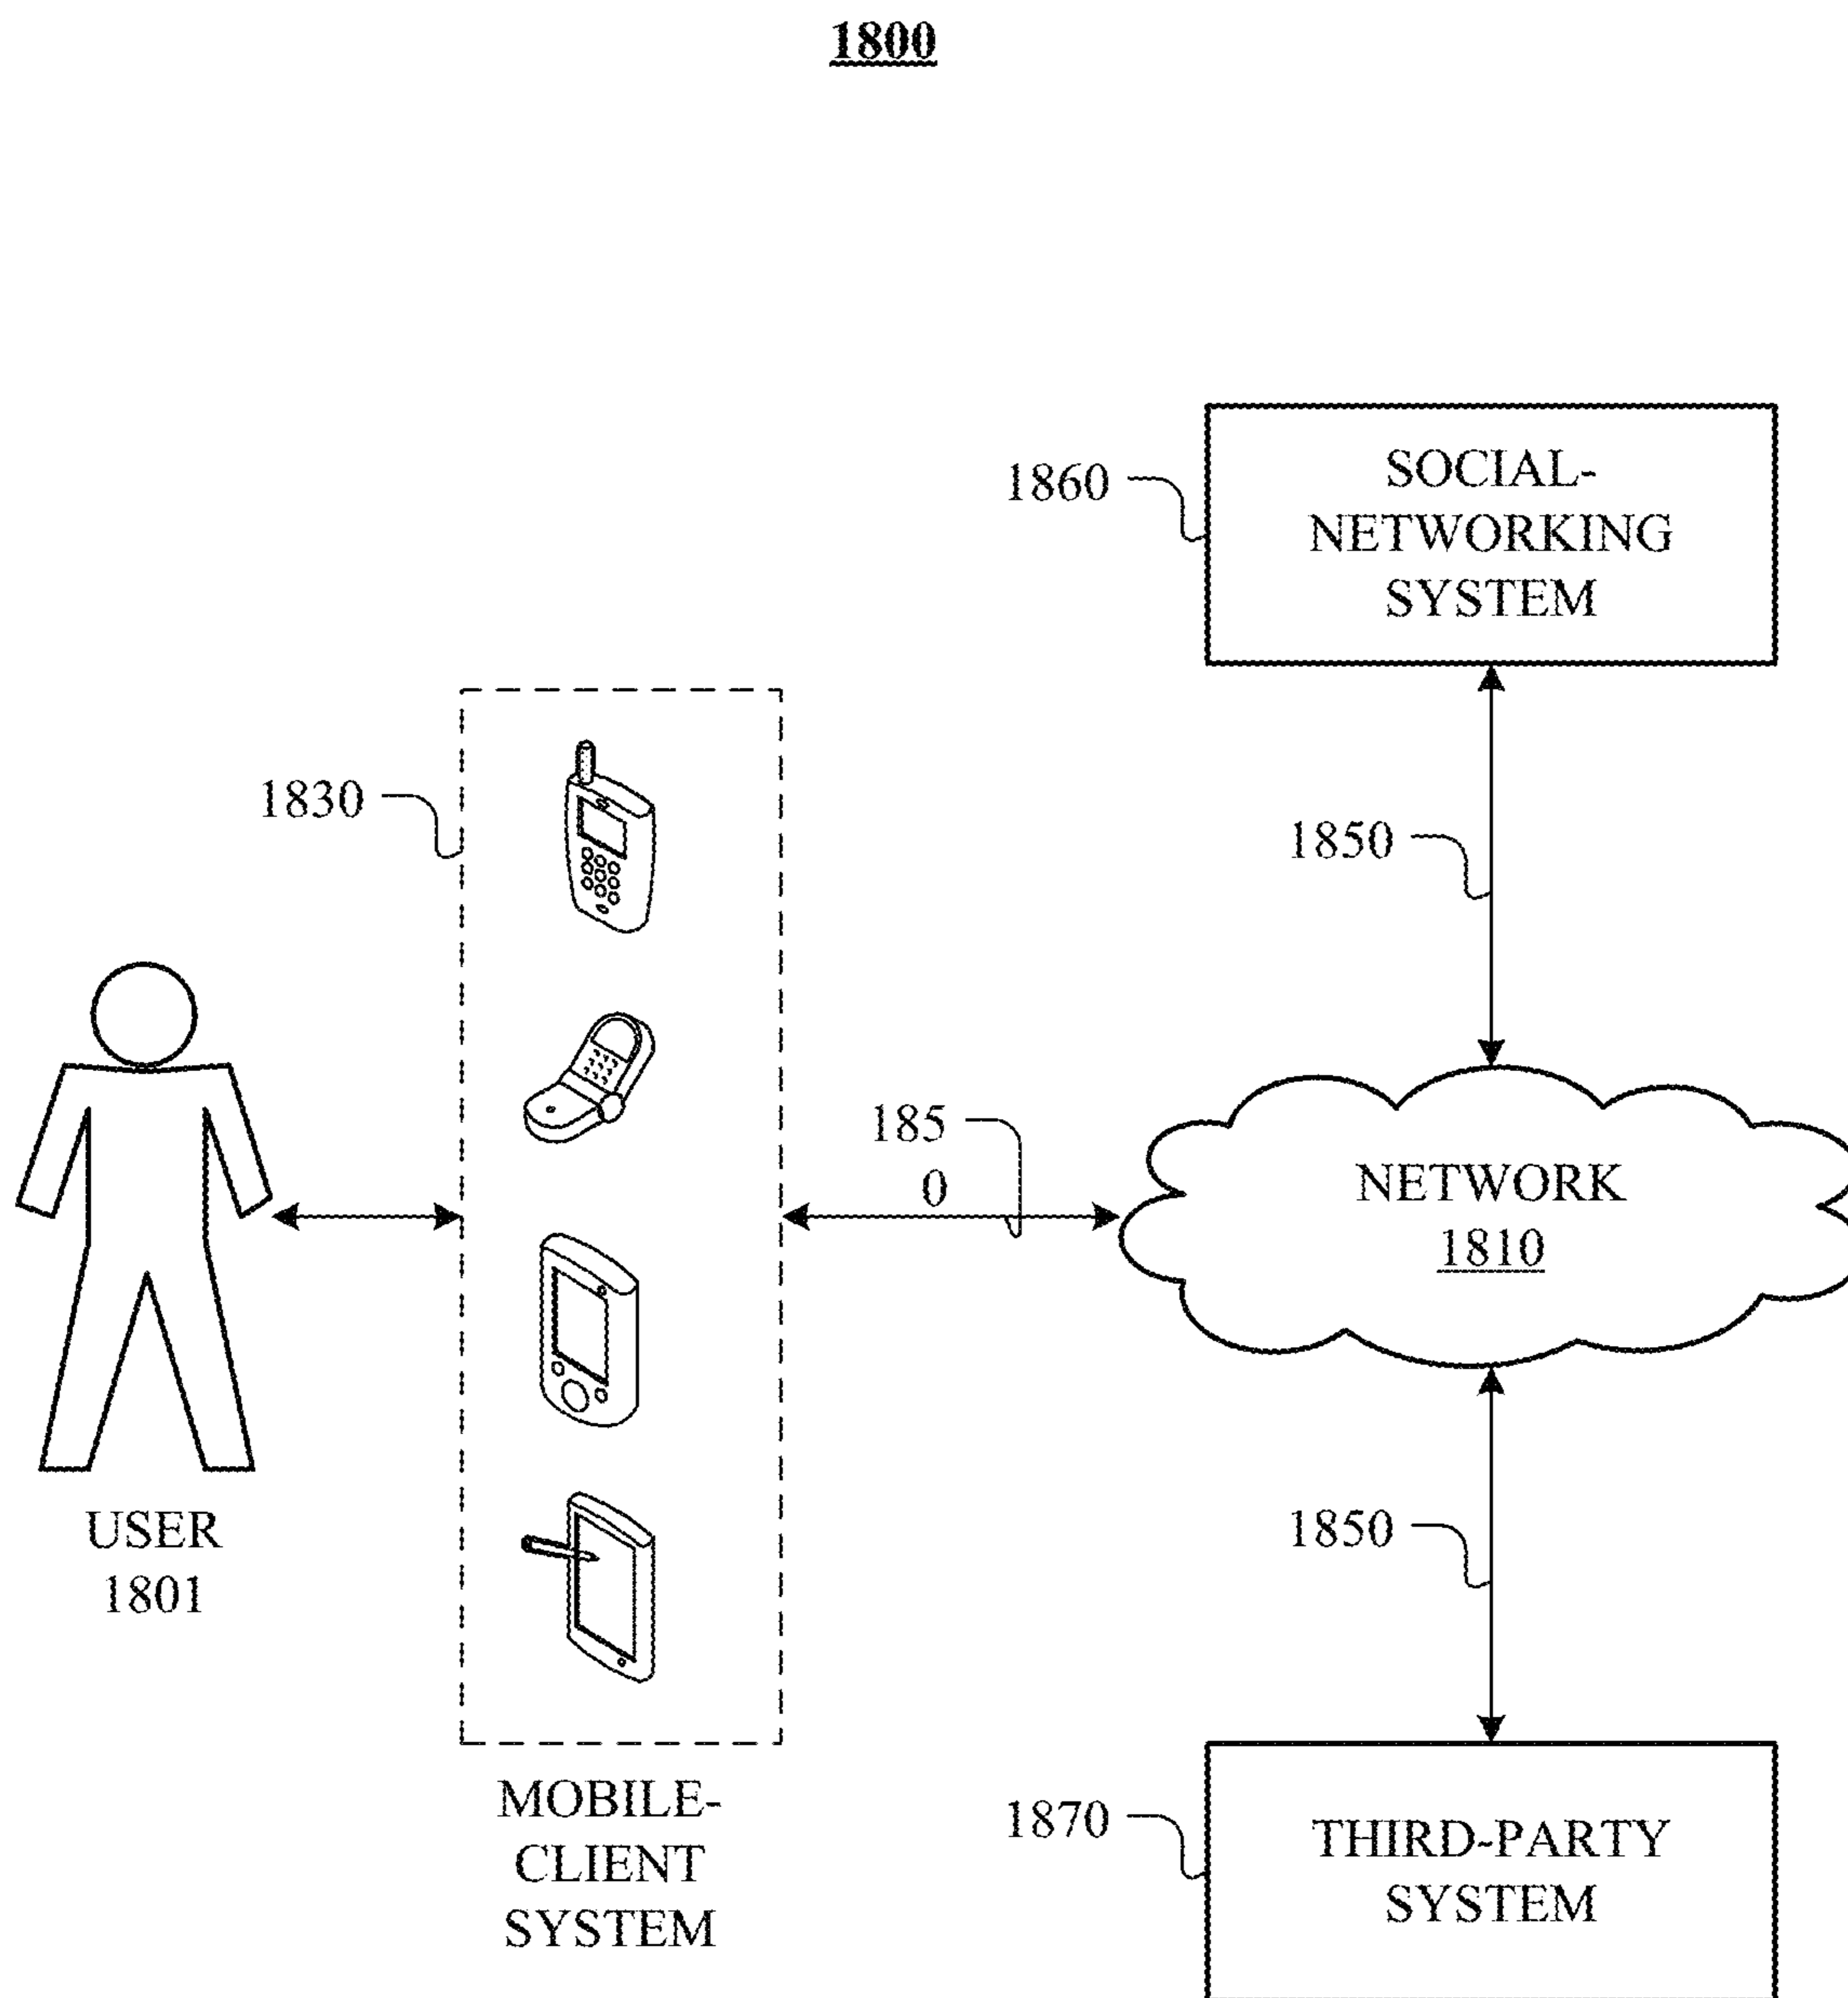 1800
1860
SOCIAL-
NETWORKING
SYSTEM
1830
1850
185
0
NETWORK
1810
USER
1801
1850
MOBILE-
CLIENT
SYSTEM
1870
THIRD-PARTY
SYSTEM